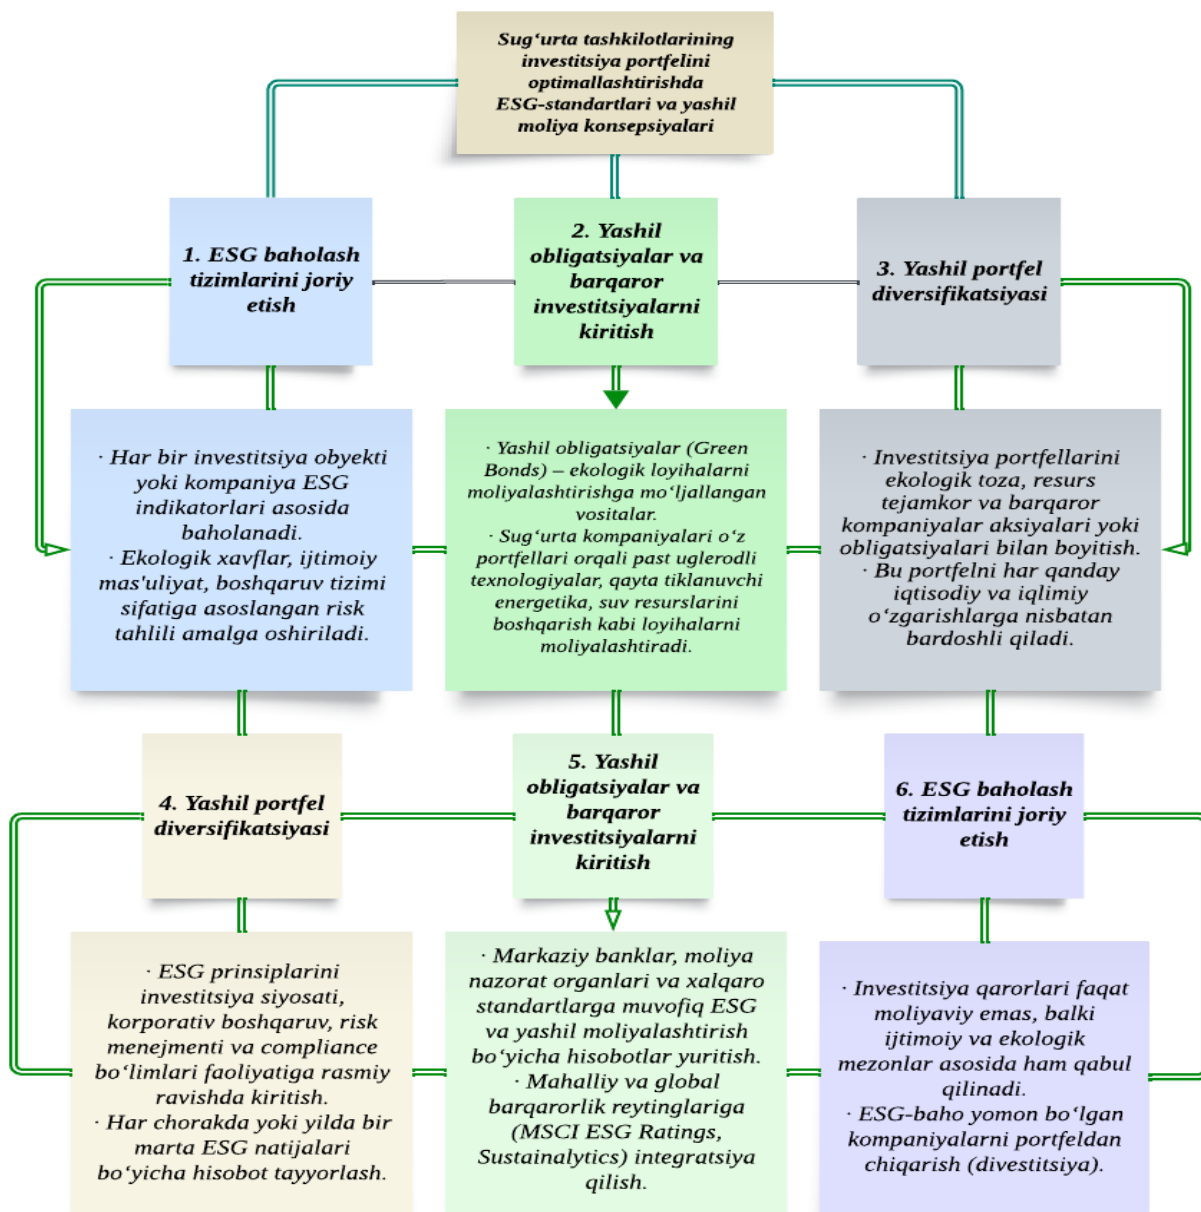 Sug‘urta tashkilotlarining
investitsiya portfelini
optimallashtirishda
ESG-standartlari va yashil
moliya konsepsiyalari
1. ESG baholash
tizimlarini joriy
etish
2. Yashil
obligatsiyalar va
barqaror
investitsiyalarni
kiritish
3. Yashil portfel
diversifikatsiyasi
· Har bir investitsiya obyekti
yoki kompaniya ESG
indikatorlari asosida
baholanadi.
· Ekologik xavflar, ijtimoiy
mas'uliyat, boshqaruv tizimi
sifatiga asoslangan risk
tahlili amalga oshiriladi.
· Yashil obligatsiyalar (Green
Bonds) – ekologik loyihalarni
moliyalashtirishga mo‘ljallangan
vositalar.
· Sug‘urta kompaniyalari o‘z
portfellari orqali past uglerodli
texnologiyalar, qayta tiklanuvchi
energetika, suv resurslarini
boshqarish kabi loyihalarni
moliyalashtiradi.
· Investitsiya portfellarini
ekologik toza, resurs
tejamkor va barqaror
kompaniyalar aksiyalari yoki
obligatsiyalari bilan boyitish.
· Bu portfelni har qanday
iqtisodiy va iqlimiy
o‘zgarishlarga nisbatan
bardoshli qiladi.
4. Yashil portfel
diversifikatsiyasi
5. Yashil
obligatsiyalar va
barqaror
investitsiyalarni
kiritish
6. ESG baholash
tizimlarini joriy
etish
· ESG prinsiplarini
investitsiya siyosati,
korporativ boshqaruv, risk
menejmenti va compliance
bo‘limlari faoliyatiga rasmiy
ravishda kiritish.
· Har chorakda yoki yilda bir
marta ESG natijalari
bo‘yicha hisobot tayyorlash.
· Markaziy banklar, moliya
nazorat organlari va xalqaro
standartlarga muvofiq ESG
va yashil moliyalashtirish
bo‘yicha hisobotlar yuritish.
· Mahalliy va global
barqarorlik reytinglariga
(MSCI ESG Ratings,
Sustainalytics) integratsiya
qilish.
· Investitsiya qarorlari faqat
moliyaviy emas, balki
ijtimoiy va ekologik
mezonlar asosida ham qabul
qilinadi.
· ESG-baho yomon bo‘lgan
kompaniyalarni portfeldan
chiqarish (divestitsiya).